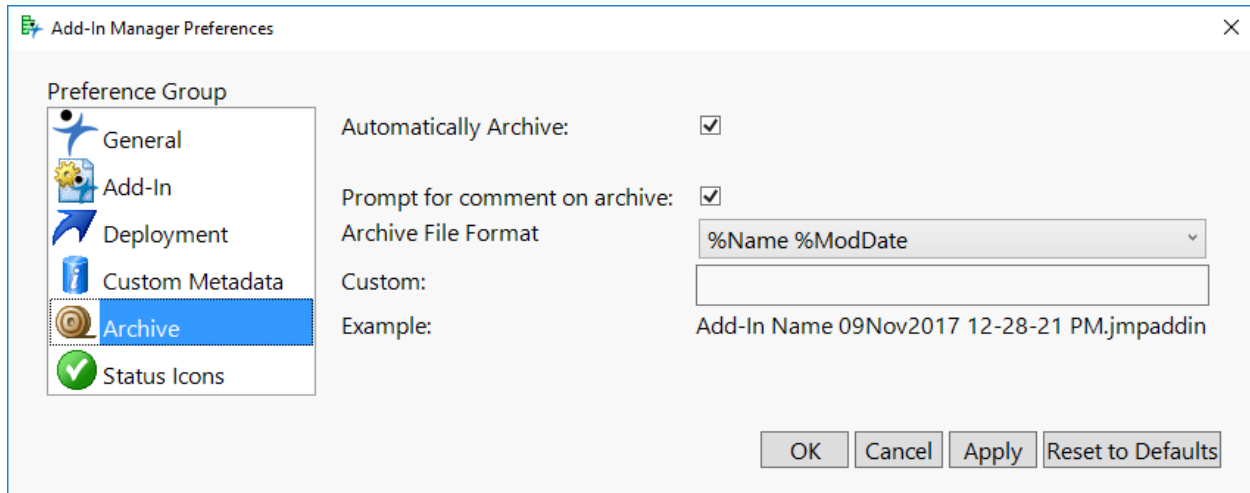 Add-In Manager Preferences
Preference Group
General
Add-In
Deployment
Custom Metadata
Archive
Status Icons
Automatically Archive:
Prompt for comment on archive:
Archive File Format %Name %ModDate
Custom:
Example: Add-In Name 09Nov2017 12-28-21 PM.jmpaddin
OK Cancel Apply Reset to Defaults